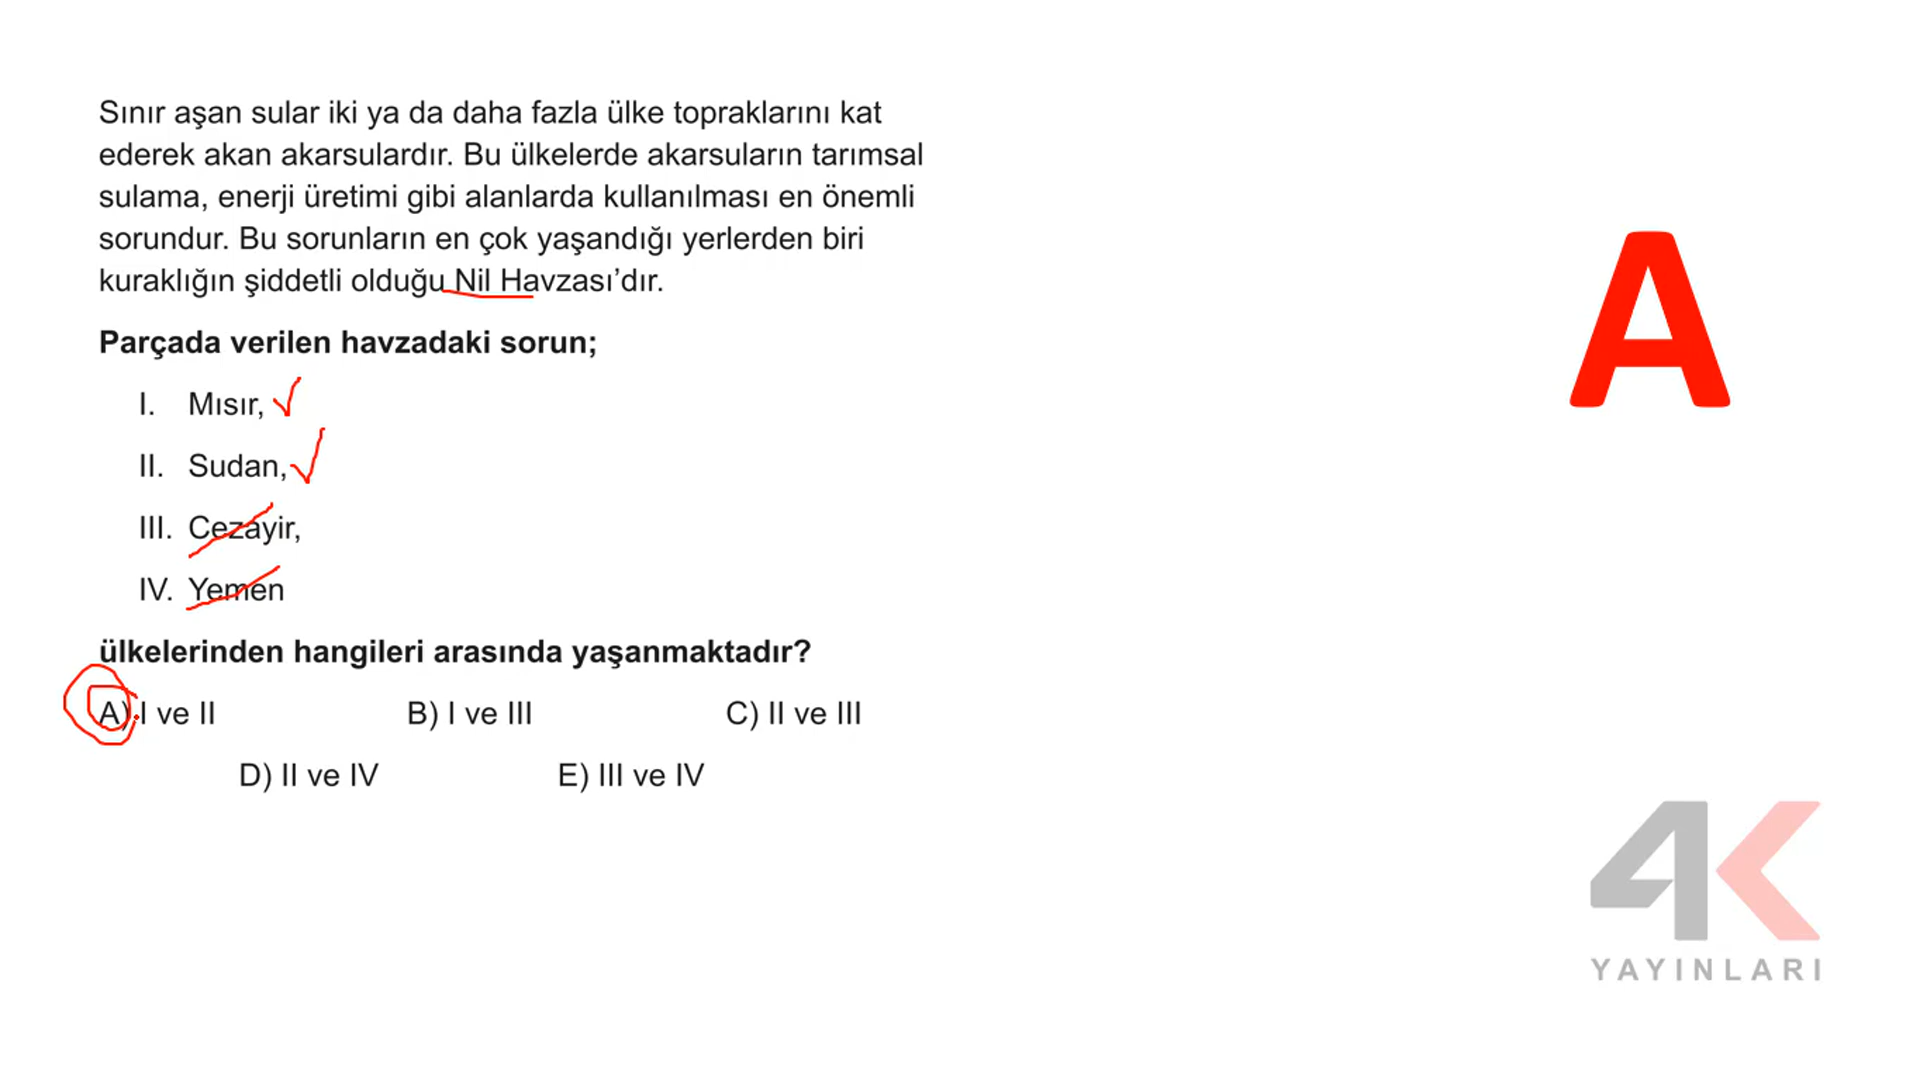 Sınır aşan sular iki ya da daha fazla ülke topraklarını kat
ederek akan akarsulardır. Bu ülkelerde akarsuların tarımsal
sulama, enerji üretimi gibi alanlarda kullanılması en önemli
sorundur. Bu sorunların en çok yaşandığı yerlerden biri
kuraklığın şiddetli olduğu Nil Havzası’dır.
Parçada verilen havzadaki sorun;
I. Mısır,
II. Sudan,
III. Cezayir,
IV. Yemen
ülkelerinden hangileri arasında yaşanmaktadır?
A) I ve II B) I ve III C) II ve III
D) II ve IV E) III ve IV
A
4K
YAYINLARI